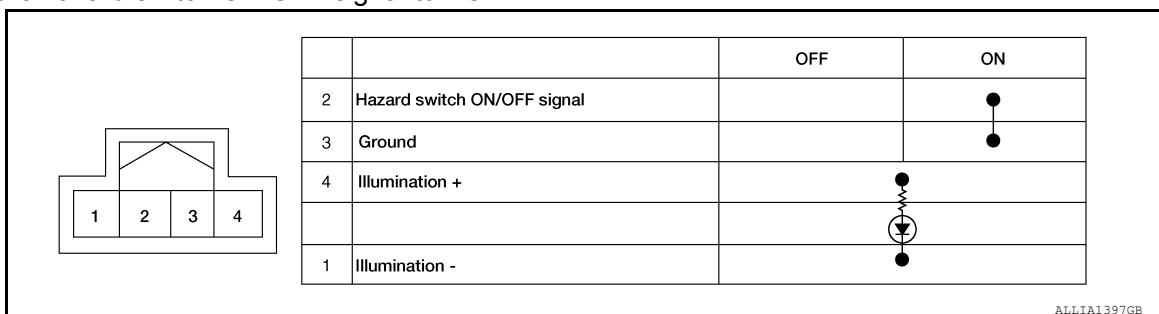 OFF ON
2 Hazard switch ON/OFF signal
3 Ground
4 Illumination +
1 2 3 4
1 Illumination -
ALLIA1397GB